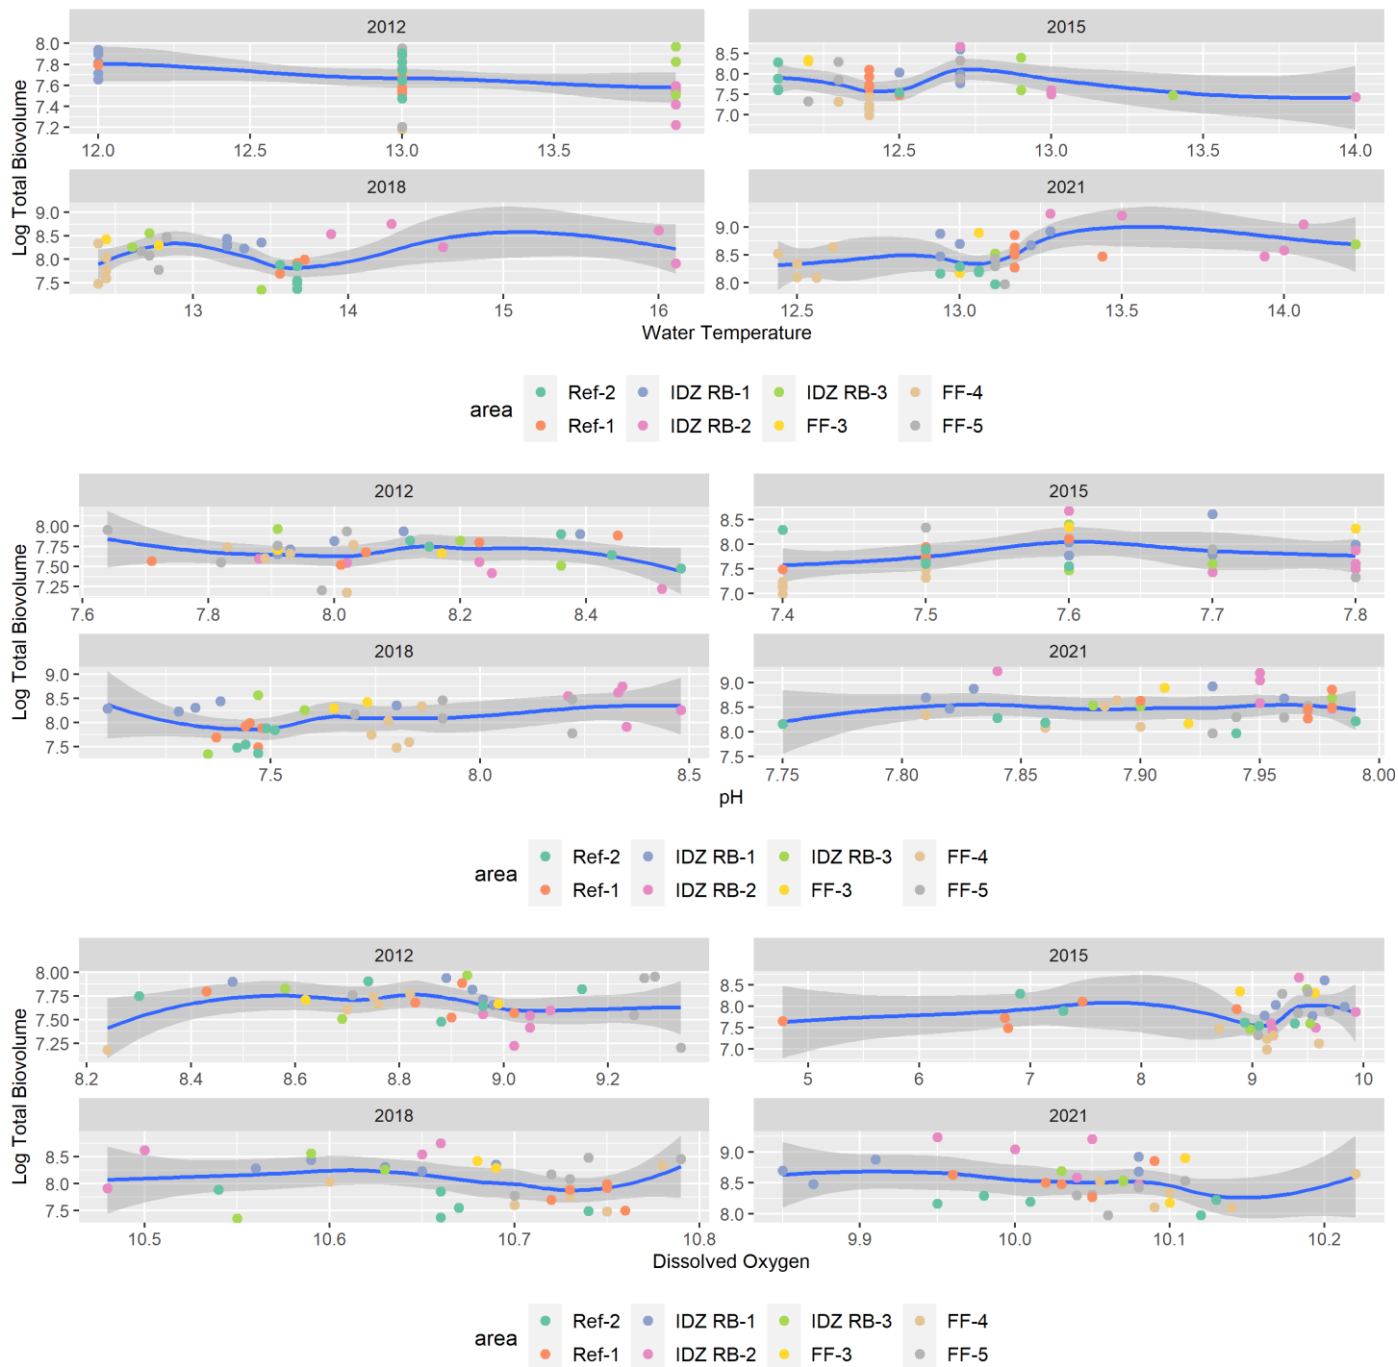 2012 2015
8.0
7.8
7.6
7.4
7.2
8.5
8.0
7.5
7.0
12.0 12.5 13.0 13.5
12.5 13.0 13.5 14.0
2018 2021
9.0
8.5
8.0
7.5
9.0
8.5
8.0
13 14 15 16
12.5 13.0 13.5 14.0
Log Total Biovolume
Water Temperature
area
Ref-2 IDZ RB-1 IDZ RB-3 FF-4
Ref-1 IDZ RB-2 FF-3 FF-5
2012 2015
8.00
7.75
7.50
7.25
8.5
8.0
7.5
7.0
7.6 7.8 8.0 8.2 8.4
7.4 7.5 7.6 7.7 7.8
2018 2021
9.0
8.5
8.0
7.5
9.0
8.5
8.0
7.5
7.5 8.0 8.5
7.75 7.80 7.85 7.90 7.95 8.00
Log Total Biovolume
pH
area
Ref-2 IDZ RB-1 IDZ RB-3 FF-4
Ref-1 IDZ RB-2 FF-3 FF-5
2012 2015
8.00
7.75
7.50
7.25
8.5
8.0
7.5
7.0
8.2 8.4 8.6 8.8 9.0 9.2
5 6 7 8 9 10
2018 2021
8.5
8.0
7.5
9.0
8.5
8.0
10.5 10.6 10.7 10.8
9.9 10.0 10.1 10.2
Log Total Biovolume
Dissolved Oxygen
area
Ref-2 IDZ RB-1 IDZ RB-3 FF-4
Ref-1 IDZ RB-2 FF-3 FF-5